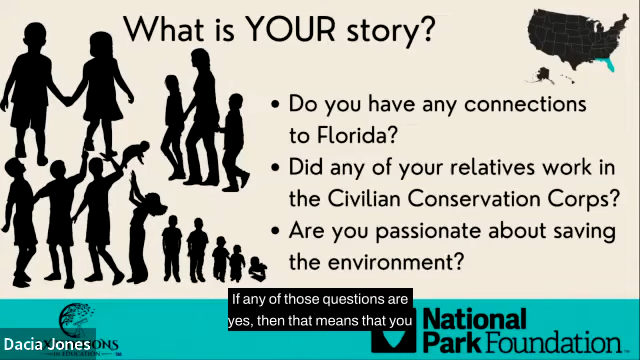 What is YOUR story?
• Do you have any connections
to Florida?
• Did any of your relatives work in
the Civilian Conservation Corps?
• Are you passionate about saving
the environment?
If any of those questions are
yes, then that means that you
Dacia Jones
National
Park Foundation